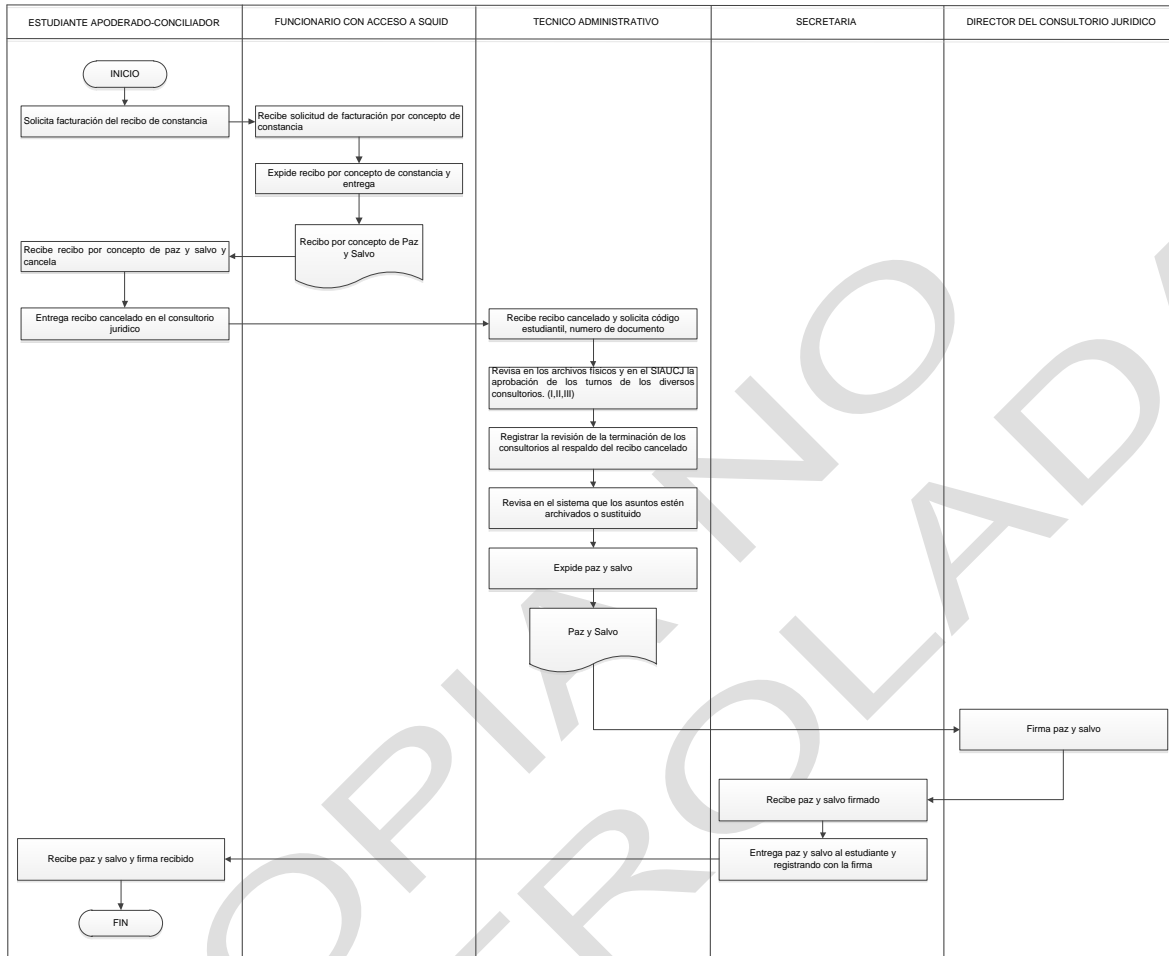 ESTUDIANTE APODERADO-CONCILIADOR
FUNCIONARIO CON ACCESO A SQUID
TECNICO ADMINISTRATIVO
SECRETARIA
DIRECTOR DEL CONSULTORIO JURIDICO
INICIO
Solicita facturación del recibo de constancia
Recibe solicitud de facturación por concepto de
constancia
Expide recibo por concepto de constancia y
entrega
Recibo por concepto de Paz
y Salvo
Recibe recibo por concepto de paz y salvo y
cancela
Entrega recibo cancelado en el consultorio
juridico
Recibe recibo cancelado y solicita código
estudiantil, numero de documento
Revisa en los archivos físicos y en el SIAUCJ la
aprobación de los turnos de los diversos
consultorios. (I,II,III)
Registrar la revisión de la terminación de los
consultorios al respaldo del recibo cancelado
Revisa en el sistema que los asuntos estén
archivados o sustituido
Expide paz y salvo
Paz y Salvo
Firma paz y salvo
Recibe paz y salvo firmado
Entrega paz y salvo al estudiante y
registrando con la firma
Recibe paz y salvo y firma recibido
FIN